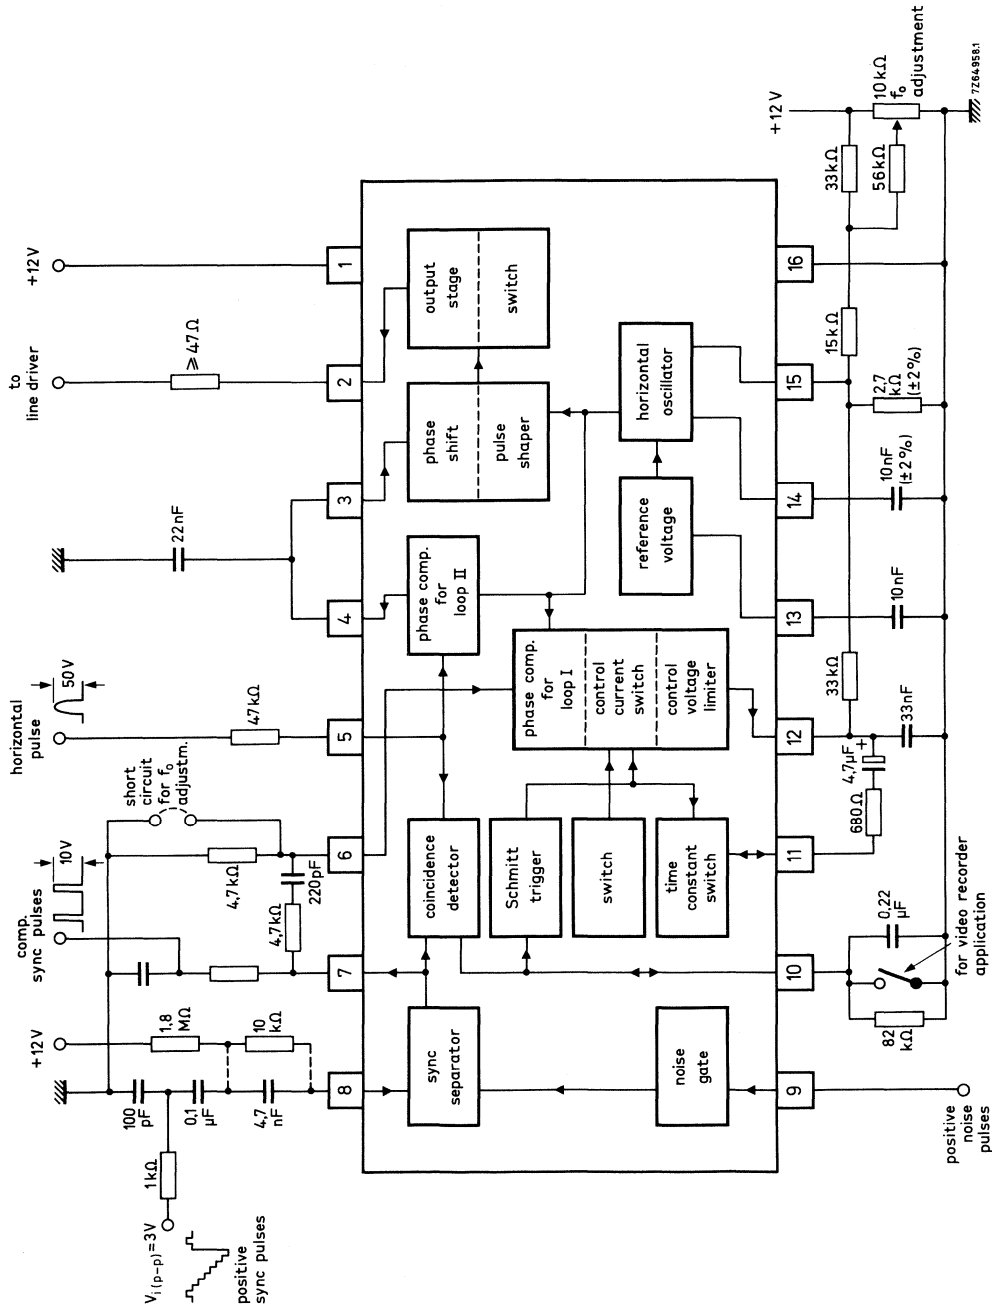 V i(p-p) = 3V
positive
sync pulses
1kΩ
100
pF
0,1
µF
4,7
nF
+12V
1,8
MΩ
10
kΩ
comp.
sync pulses
10V
4,7kΩ
4,7kΩ
220pF
short
circuit
for f₀
adjustm.
horizontal
pulse
50V
47kΩ
22nF
to
line driver
≥47Ω
+12V
8
7
6
5
4
3
2
1
sync
separator
coincidence
detector
phase comp.
for
loop II
phase
shift
pulse
shaper
output
stage
switch
Schmitt
trigger
switch
time
constant
switch
noise
gate
phase comp.
for
loop I
control
current
switch
control
voltage
limiter
reference
voltage
horizontal
oscillator
9
10
11
12
13
14
15
16
positive
noise
pulses
82
kΩ
0,22
µF
for video recorder
application
680Ω
4,7µF
+
33nF
33kΩ
10nF
10nF
(±2%)
2,7
kΩ
(±2%)
15kΩ
33kΩ
56kΩ
+12V
10kΩ
f₀
adjustment
7Z64958.1